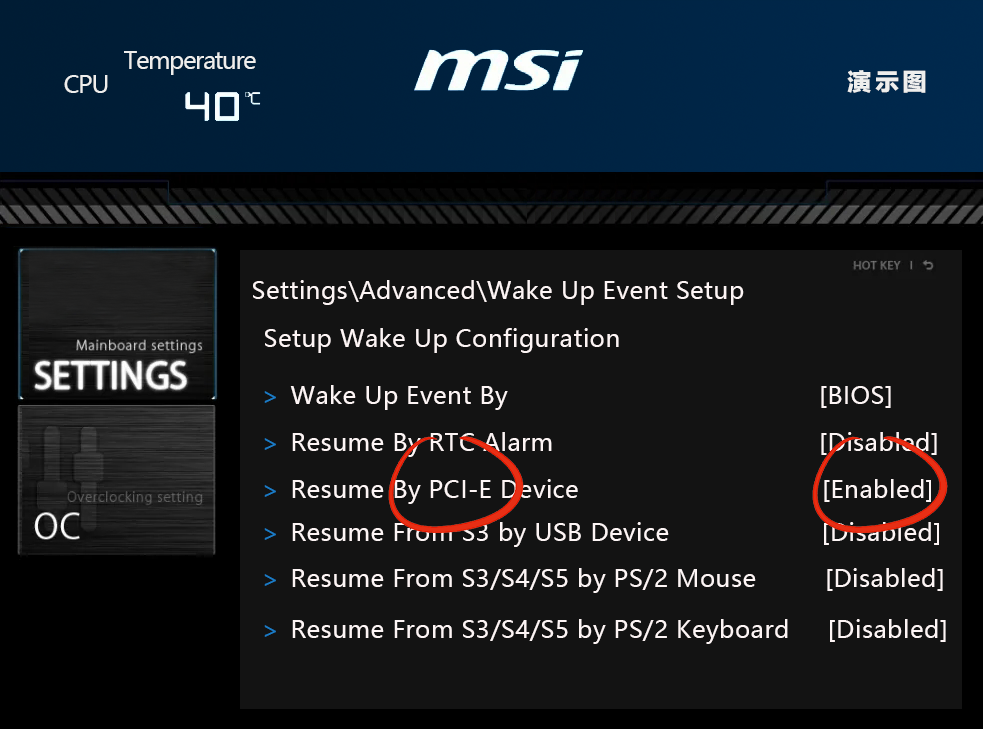 Temperature
CPU
40°C
msi
演示图
HOT KEY | ⮌
Settings\Advanced\Wake Up Event Setup
Setup Wake Up Configuration
> Wake Up Event By [BIOS]
> Resume By RTC Alarm [Disabled]
> Resume By PCI-E Device [Enabled]
> Resume From S3 by USB Device [Disabled]
> Resume From S3/S4/S5 by PS/2 Mouse [Disabled]
> Resume From S3/S4/S5 by PS/2 Keyboard [Disabled]
Mainboard settings
SETTINGS
Overclocking setting
OC